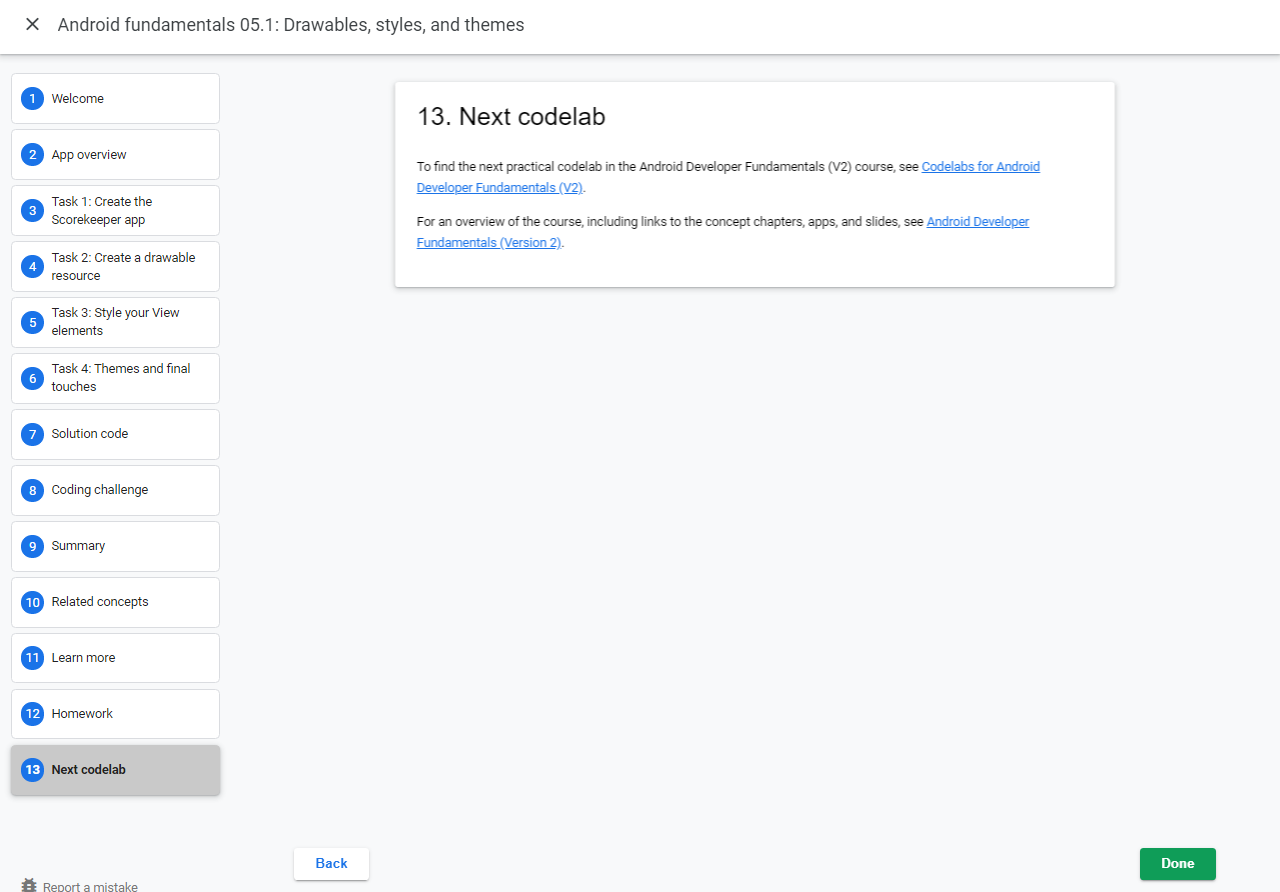 Android fundamentals 05.1: Drawables, styles, and themes
1 Welcome
2 App overview
3 Task 1: Create the
Scorekeeper app
4 Task 2: Create a drawable
resource
5 Task 3: Style your View
elements
6 Task 4: Themes and final
touches
7 Solution code
8 Coding challenge
9 Summary
10 Related concepts
11 Learn more
12 Homework
13 Next codelab
13. Next codelab
To find the next practical codelab in the Android Developer Fundamentals (V2) course, see Codelabs for Android
Developer Fundamentals (V2).
For an overview of the course, including links to the concept chapters, apps, and slides, see Android Developer
Fundamentals (Version 2).
Back
Done
Report a mistake